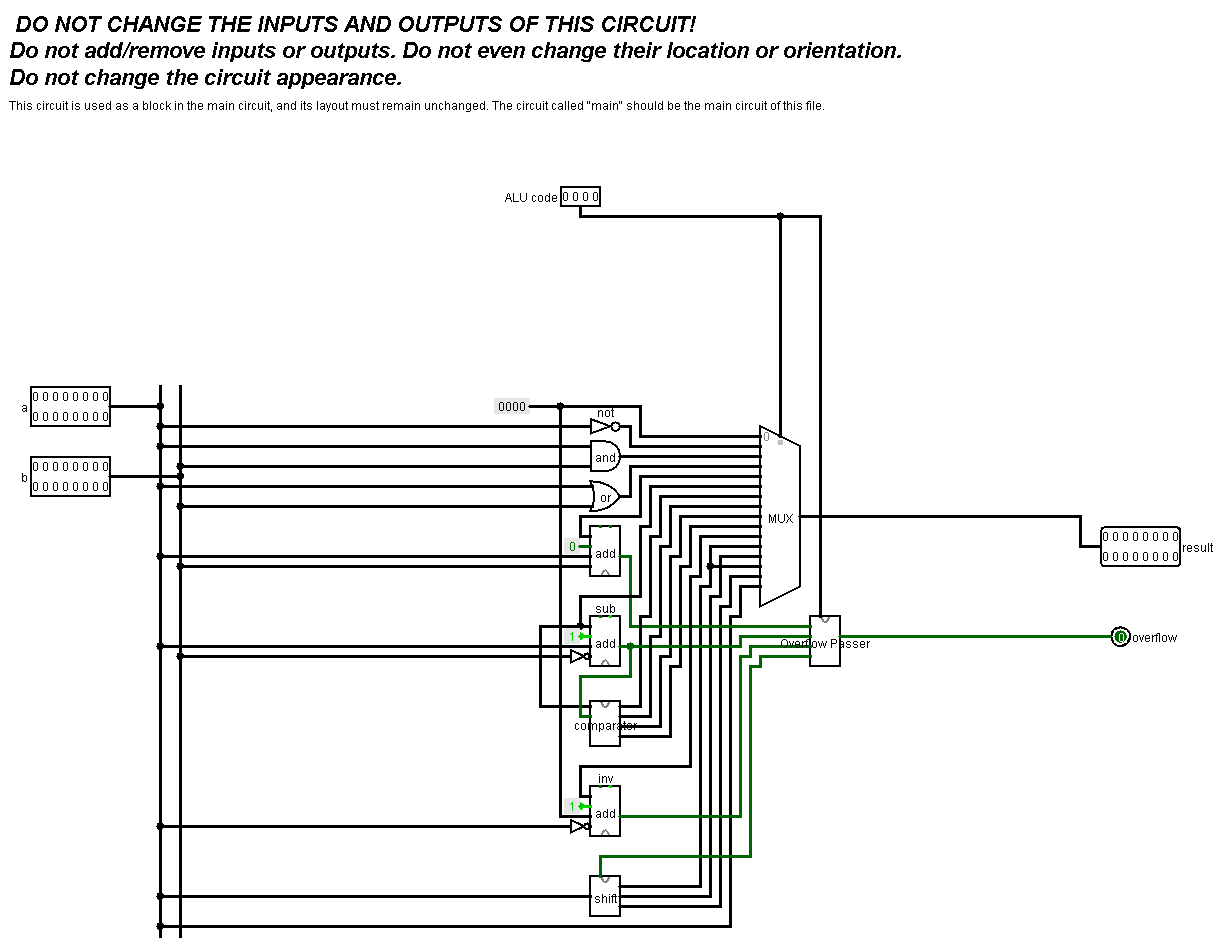 DO NOT CHANGE THE INPUTS AND OUTPUTS OF THIS CIRCUIT!
Do not add/remove inputs or outputs. Do not even change their location or orientation.
Do not change the circuit appearance.
This circuit is used as a block in the main circuit, and its layout must remain unchanged. The circuit called "main" should be the main circuit of this file.
ALU code 0 0 0 0
a 0 0 0 0 0 0 0 0
0 0 0 0 0 0 0 0
0000
not
0
b 0 0 0 0 0 0 0 0
0 0 0 0 0 0 0 0
and
or
MUX
0 add
0 0 0 0 0 0 0 0
0 0 0 0 0 0 0 0 result
sub
1 add
Overflow Passer
0 overflow
comparator
inv
1 add
shift